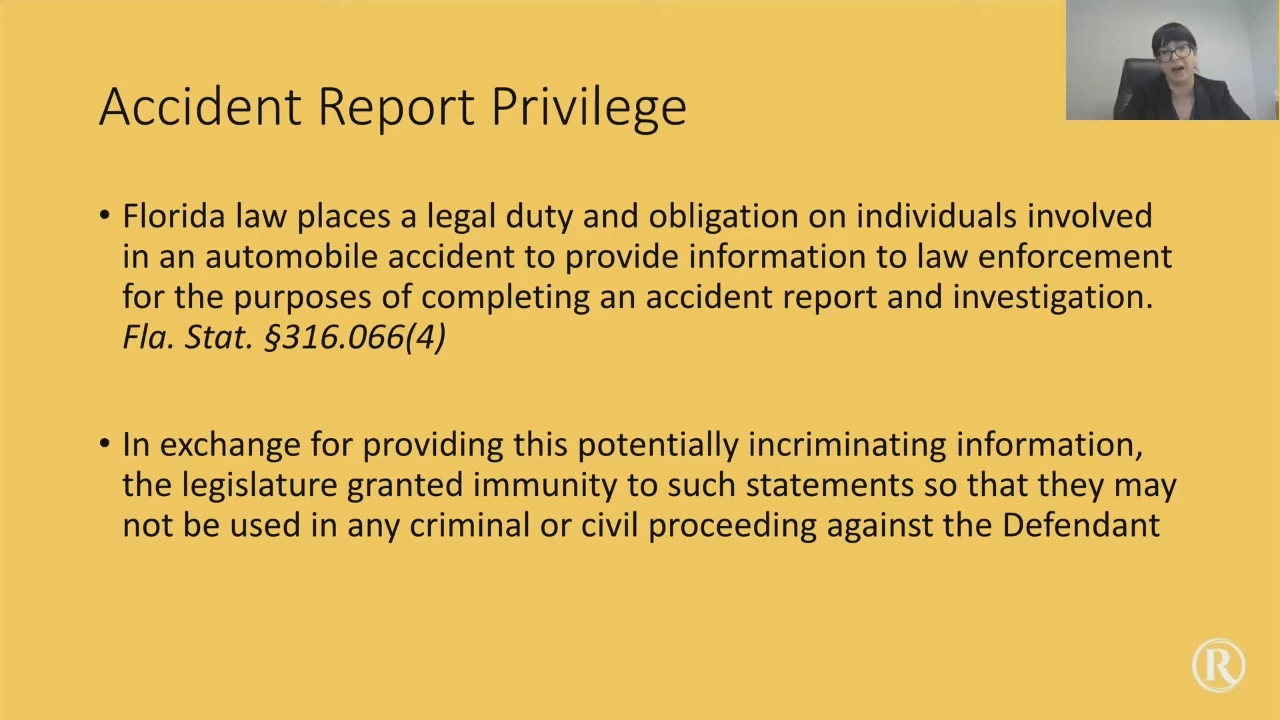 Accident Report Privilege
• Florida law places a legal duty and obligation on individuals involved
in an automobile accident to provide information to law enforcement
for the purposes of completing an accident report and investigation.
Fla. Stat. §316.066(4)
• In exchange for providing this potentially incriminating information,
the legislature granted immunity to such statements so that they may
not be used in any criminal or civil proceeding against the Defendant
R